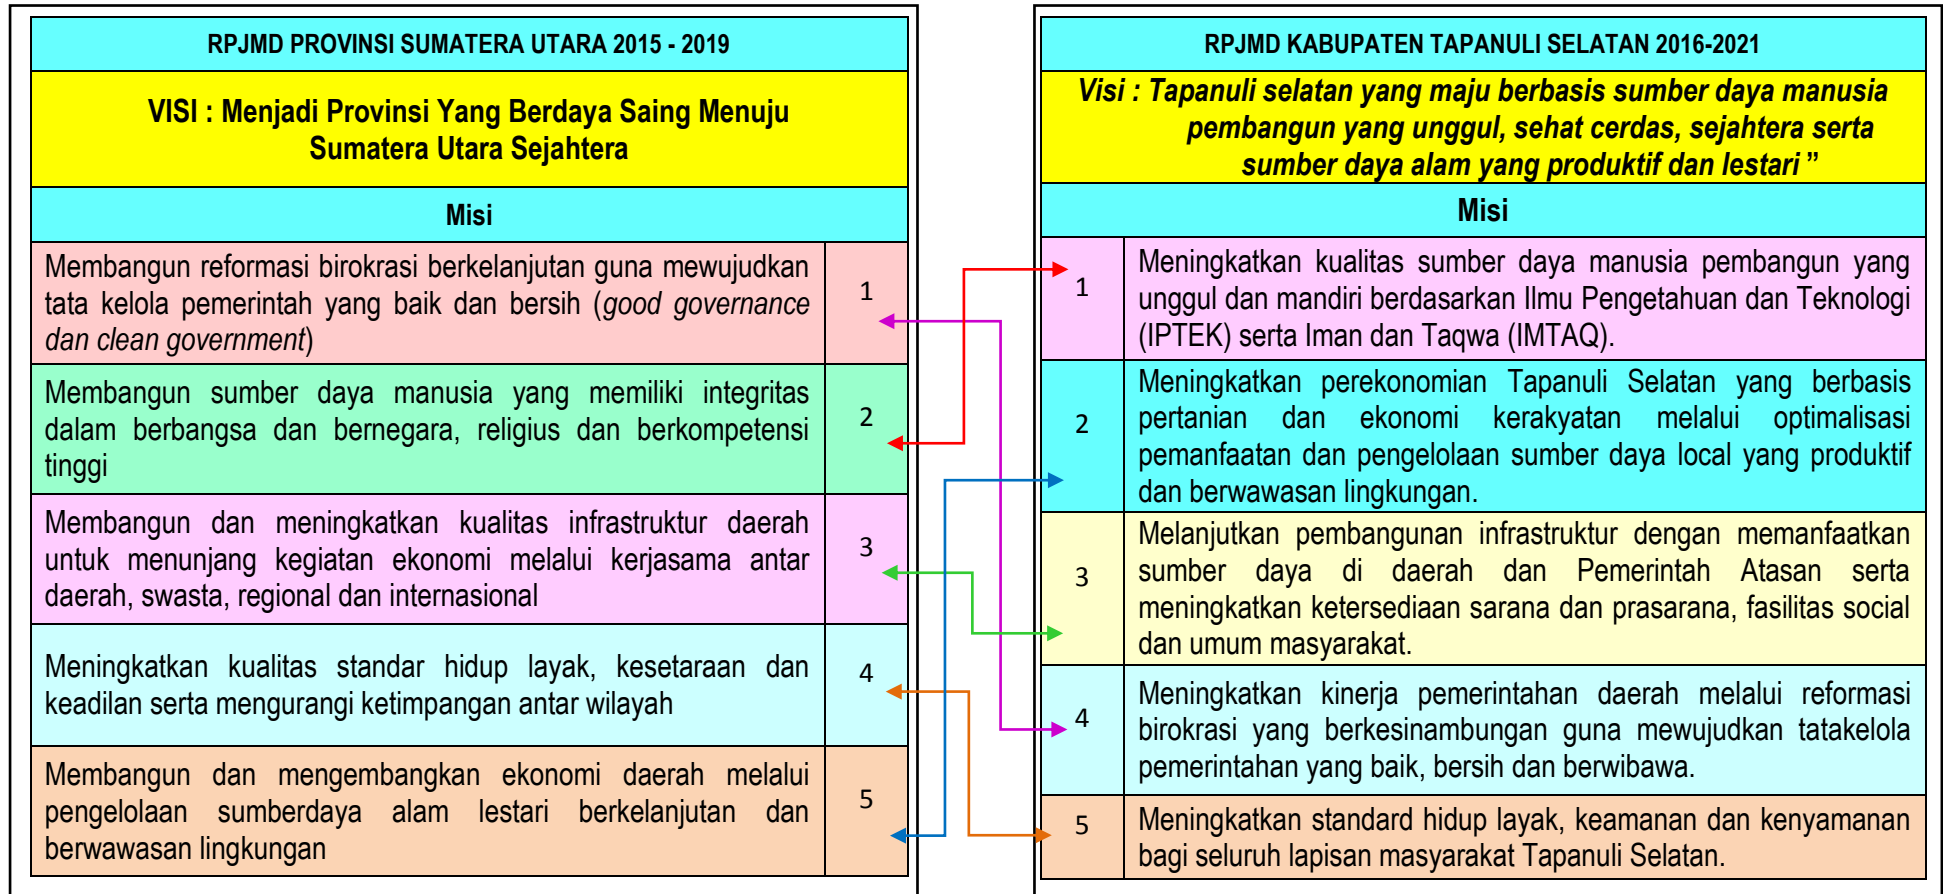 RPJMD PROVINSI SUMATERA UTARA 2015 - 2019
VISI : Menjadi Provinsi Yang Berdaya Saing Menuju
Sumatera Utara Sejahtera
Misi
Membangun reformasi birokrasi berkelanjutan guna mewujudkan
tata kelola pemerintah yang baik dan bersih (good governance
dan clean government)
1
Membangun sumber daya manusia yang memiliki integritas
dalam berbangsa dan bernegara, religius dan berkompetensi
tinggi
2
Membangun dan meningkatkan kualitas infrastruktur daerah
untuk menunjang kegiatan ekonomi melalui kerjasama antar
daerah, swasta, regional dan internasional
3
Meningkatkan kualitas standar hidup layak, kesetaraan dan
keadilan serta mengurangi ketimpangan antar wilayah
4
Membangun dan mengembangkan ekonomi daerah melalui
pengelolaan sumberdaya alam lestari berkelanjutan dan
berwawasan lingkungan
5
RPJMD KABUPATEN TAPANULI SELATAN 2016-2021
Visi : Tapanuli selatan yang maju berbasis sumber daya manusia
pembangun yang unggul, sehat cerdas, sejahtera serta
sumber daya alam yang produktif dan lestari ”
Misi
1
Meningkatkan kualitas sumber daya manusia pembangun yang
unggul dan mandiri berdasarkan Ilmu Pengetahuan dan Teknologi
(IPTEK) serta Iman dan Taqwa (IMTAQ).
2
Meningkatkan perekonomian Tapanuli Selatan yang berbasis
pertanian dan ekonomi kerakyatan melalui optimalisasi
pemanfaatan dan pengelolaan sumber daya local yang produktif
dan berwawasan lingkungan.
3
Melanjutkan pembangunan infrastruktur dengan memanfaatkan
sumber daya di daerah dan Pemerintah Atasan serta
meningkatkan ketersediaan sarana dan prasarana, fasilitas social
dan umum masyarakat.
4
Meningkatkan kinerja pemerintahan daerah melalui reformasi
birokrasi yang berkesinambungan guna mewujudkan tatakelola
pemerintahan yang baik, bersih dan berwibawa.
5
Meningkatkan standard hidup layak, keamanan dan kenyamanan
bagi seluruh lapisan masyarakat Tapanuli Selatan.